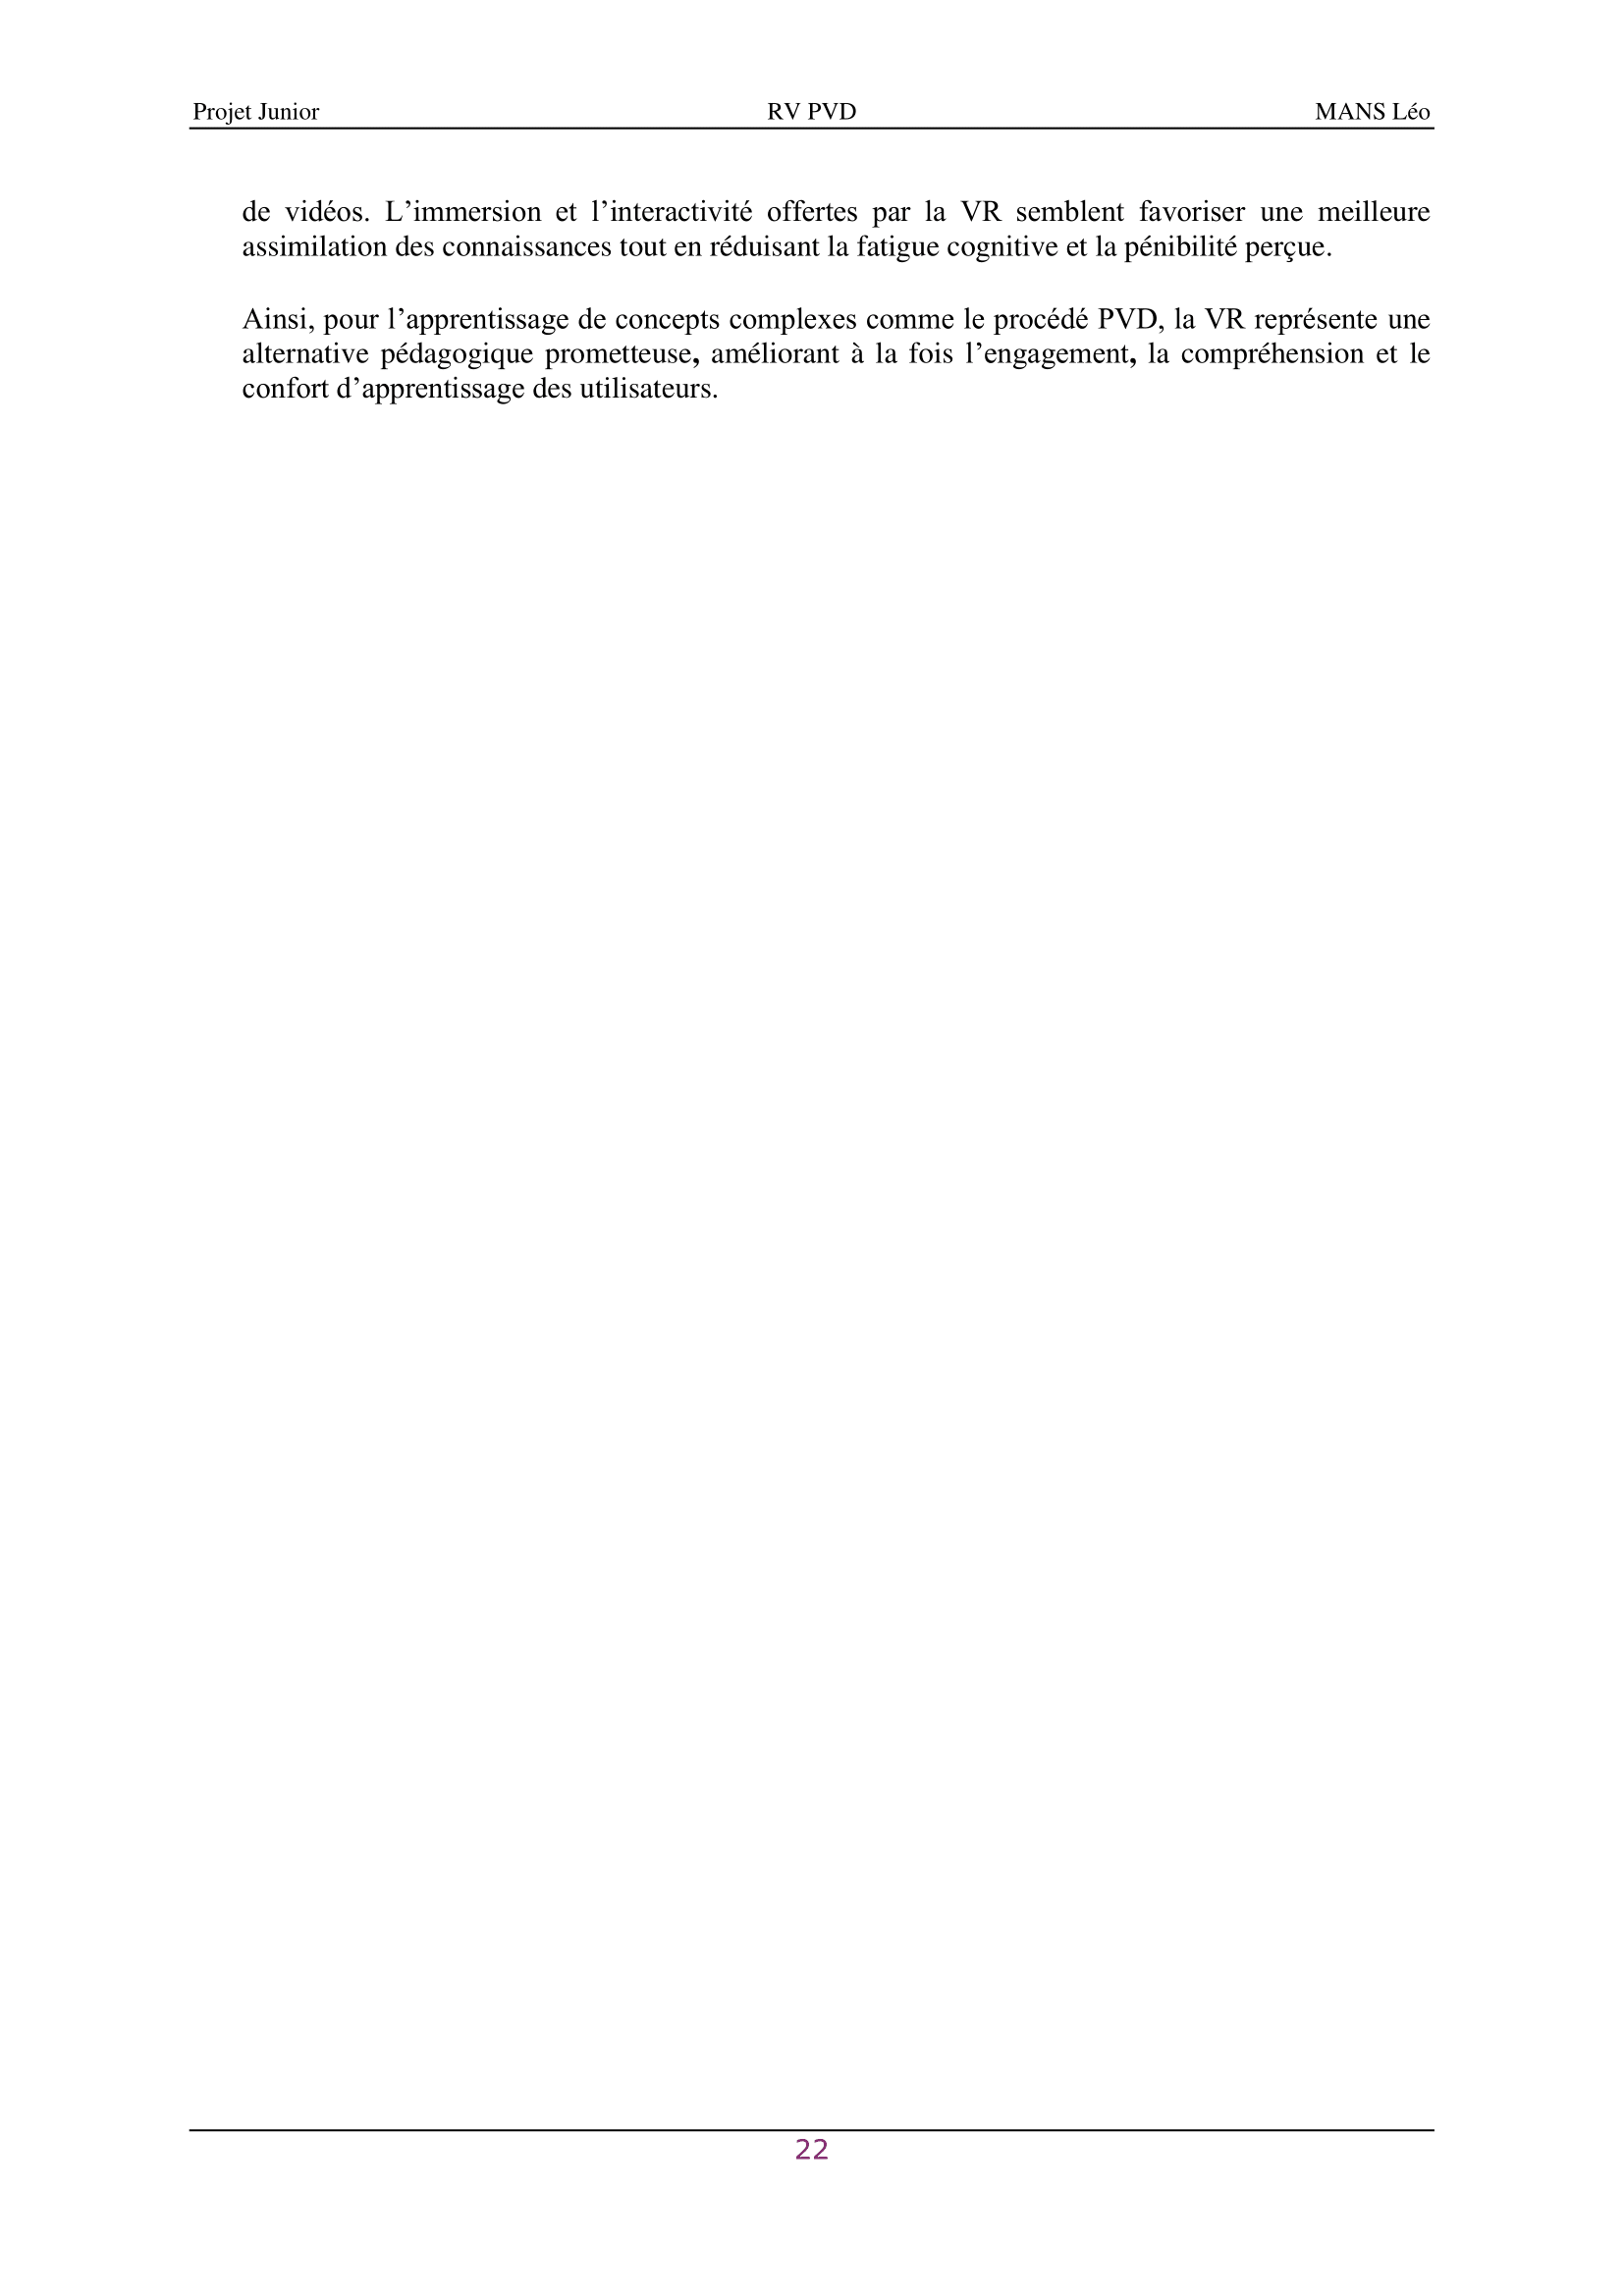 Projet Junior RV PVD MANS Léo
de vidéos. L’immersion et l’interactivité offertes par la VR semblent favoriser une meilleure
assimilation des connaissances tout en réduisant la fatigue cognitive et la pénibilité perçue.
Ainsi, pour l’apprentissage de concepts complexes comme le procédé PVD, la VR représente une
alternative pédagogique prometteuse, améliorant à la fois l’engagement, la compréhension et le
confort d’apprentissage des utilisateurs.
22